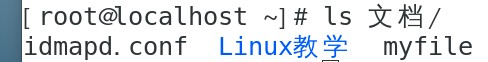 [root@localhost ~]# ls 文档/
idmapd.conf  Linux教学  myfile